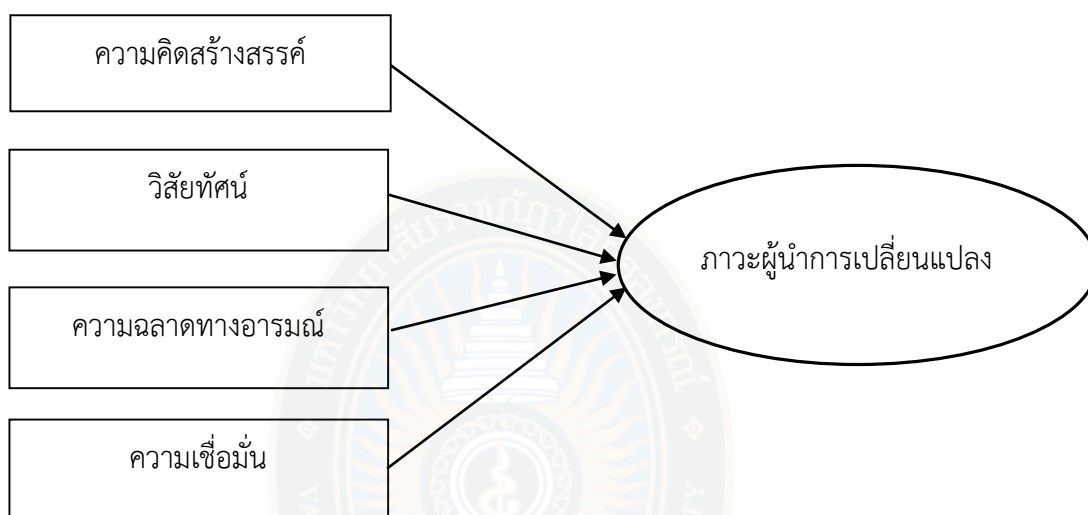 ความคิดสร้างสรรค์
วิสัยทัศน์
ภาวะผู้นำการเปลี่ยนแปลง
ความฉลาดทางอารมณ์
ความเชื่อมั่น